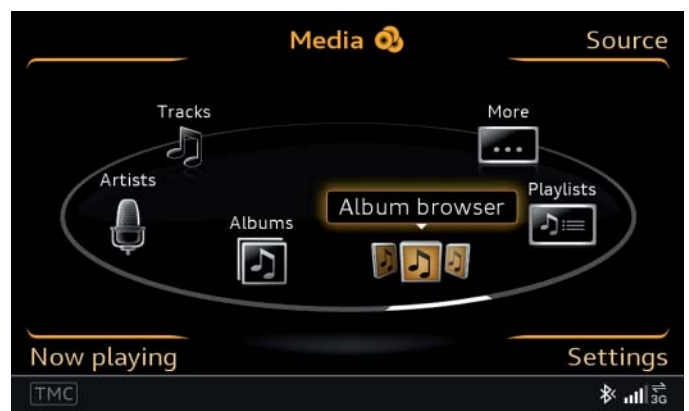 Media
Source
Tracks
More
Artists
Playlists
Album browser
Albums
Now playing
Settings
TMC
3G